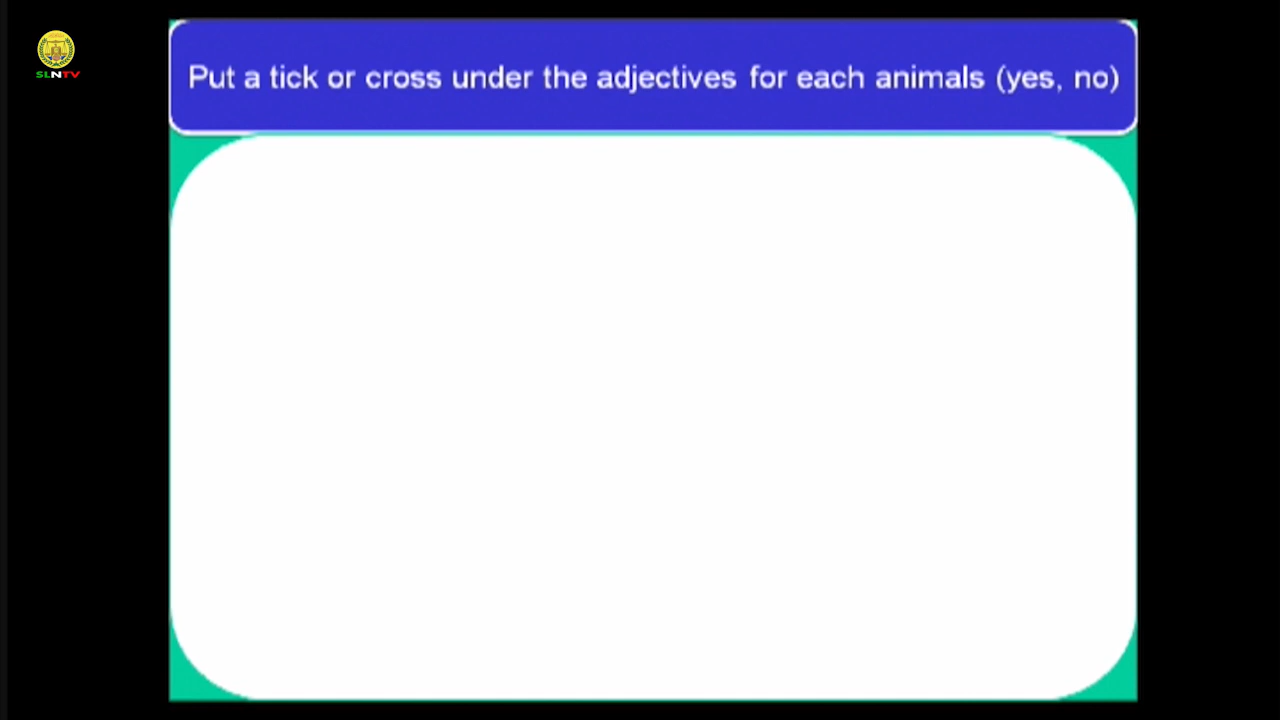 SLNTV
Put a tick or cross under the adjectives for each animals (yes, no)